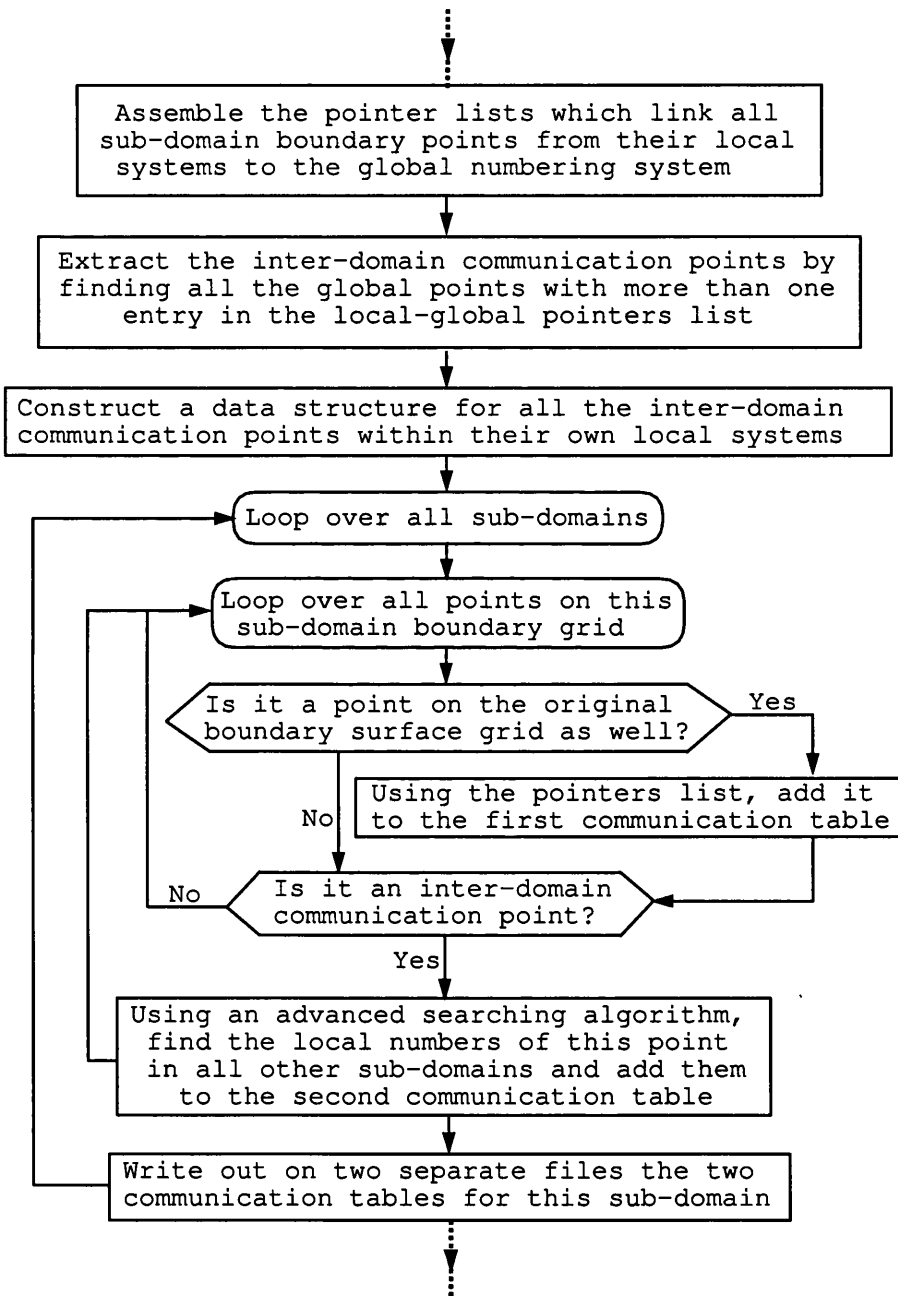 Assemble the pointer lists which link all
sub-domain boundary points from their local
systems to the global numbering system
Extract the inter-domain communication points by
finding all the global points with more than one
entry in the local-global pointers list
Construct a data structure for all the inter-domain
communication points within their own local systems
Loop over all sub-domains
Loop over all points on this
sub-domain boundary grid
Is it a point on the original
boundary surface grid as well?
Yes
Using the pointers list, add it
to the first communication table
No
Is it an inter-domain
communication point?
No
Yes
Using an advanced searching algorithm,
find the local numbers of this point
in all other sub-domains and add them
to the second communication table
Write out on two separate files the two
communication tables for this sub-domain